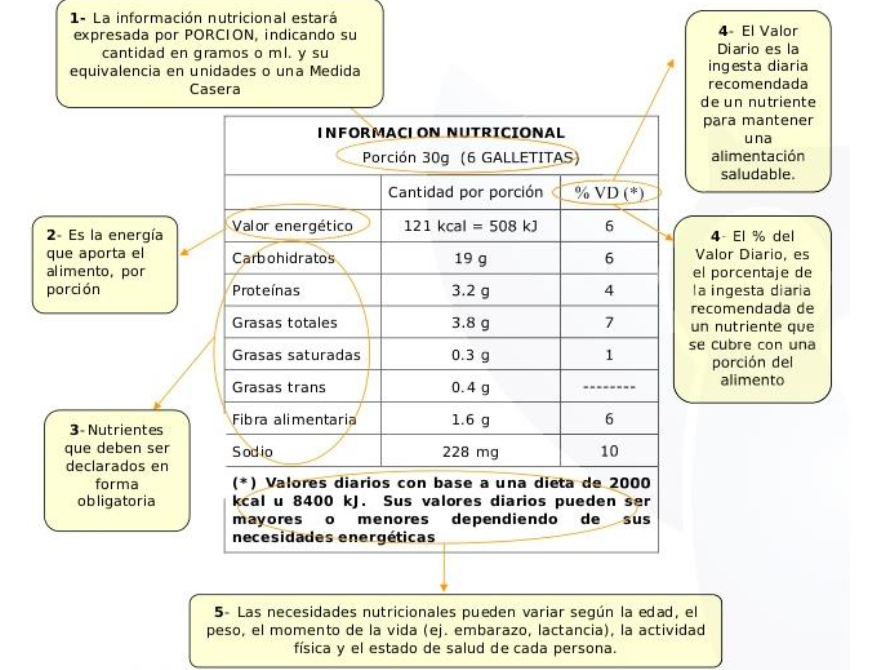 1- La información nutricional estará
expresada por PORCION, indicando su
cantidad en gramos o ml. y su
equivalencia en unidades o una Medida
Casera
4- El Valor
Diario es la
ingesta diaria
recomendada
de un nutriente
para mantener
una
alimentación
saludable.
INFORMACION NUTRICIONAL
Porción 30g (6 GALLETITAS)
Cantidad por porción % VD (*)
Valor energético 121 kcal = 508 kJ 6
Carbohidratos 19 g 6
Proteínas 3.2 g 4
Grasas totales 3.8 g 7
Grasas saturadas 0.3 g 1
Grasas trans 0.4 g --------
Fibra alimentaria 1.6 g 6
Sodio 228 mg 10
(*) Valores diarios con base a una dieta de 2000
kcal u 8400 kJ. Sus valores diarios pueden ser
mayores o menores dependiendo de sus
necesidades energéticas
2- Es la energía
que aporta el
alimento, por
porción
4- El % del
Valor Diario, es
el porcentaje de
la ingesta diaria
recomendada de
un nutriente que
se cubre con una
porción del
alimento
3-Nutrientes
que deben ser
declarados en
forma
obligatoria
5- Las necesidades nutricionales pueden variar según la edad, el
peso, el momento de la vida (ej. embarazo, lactancia), la actividad
física y el estado de salud de cada persona.